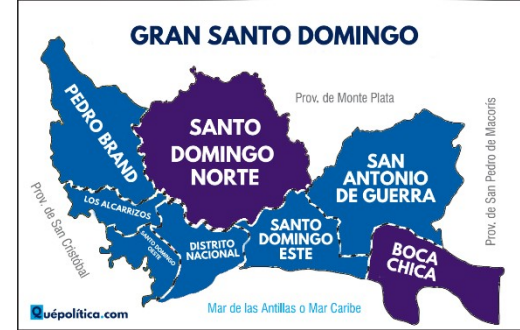 GRAN SANTO DOMINGO
Prov. de Monte Plata
PEDRO BRAND
SANTO
DOMINGO
NORTE
SAN
ANTONIO
DE GUERRA
Prov. de San Pedro de Macorís
LOS ALCARRIZOS
Prov. de San Cristóbal
SANTO DOMINGO
OESTE
DISTRITO
NACIONAL
SANTO
DOMINGO
ESTE
BOCA
CHICA
Quépolítica.com
Mar de las Antillas o Mar Caribe